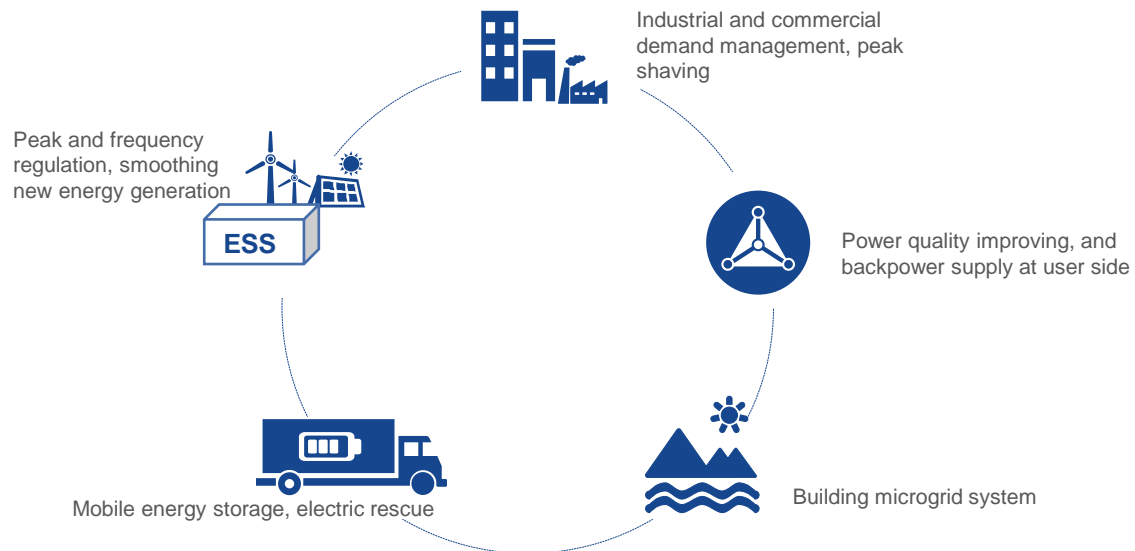 Industrial and commercial
demand management, peak
shaving
Peak and frequency
regulation, smoothing
new energy generation
ESS
Power quality improving, and
backpower supply at user side
Mobile energy storage, electric rescue
Building microgrid system